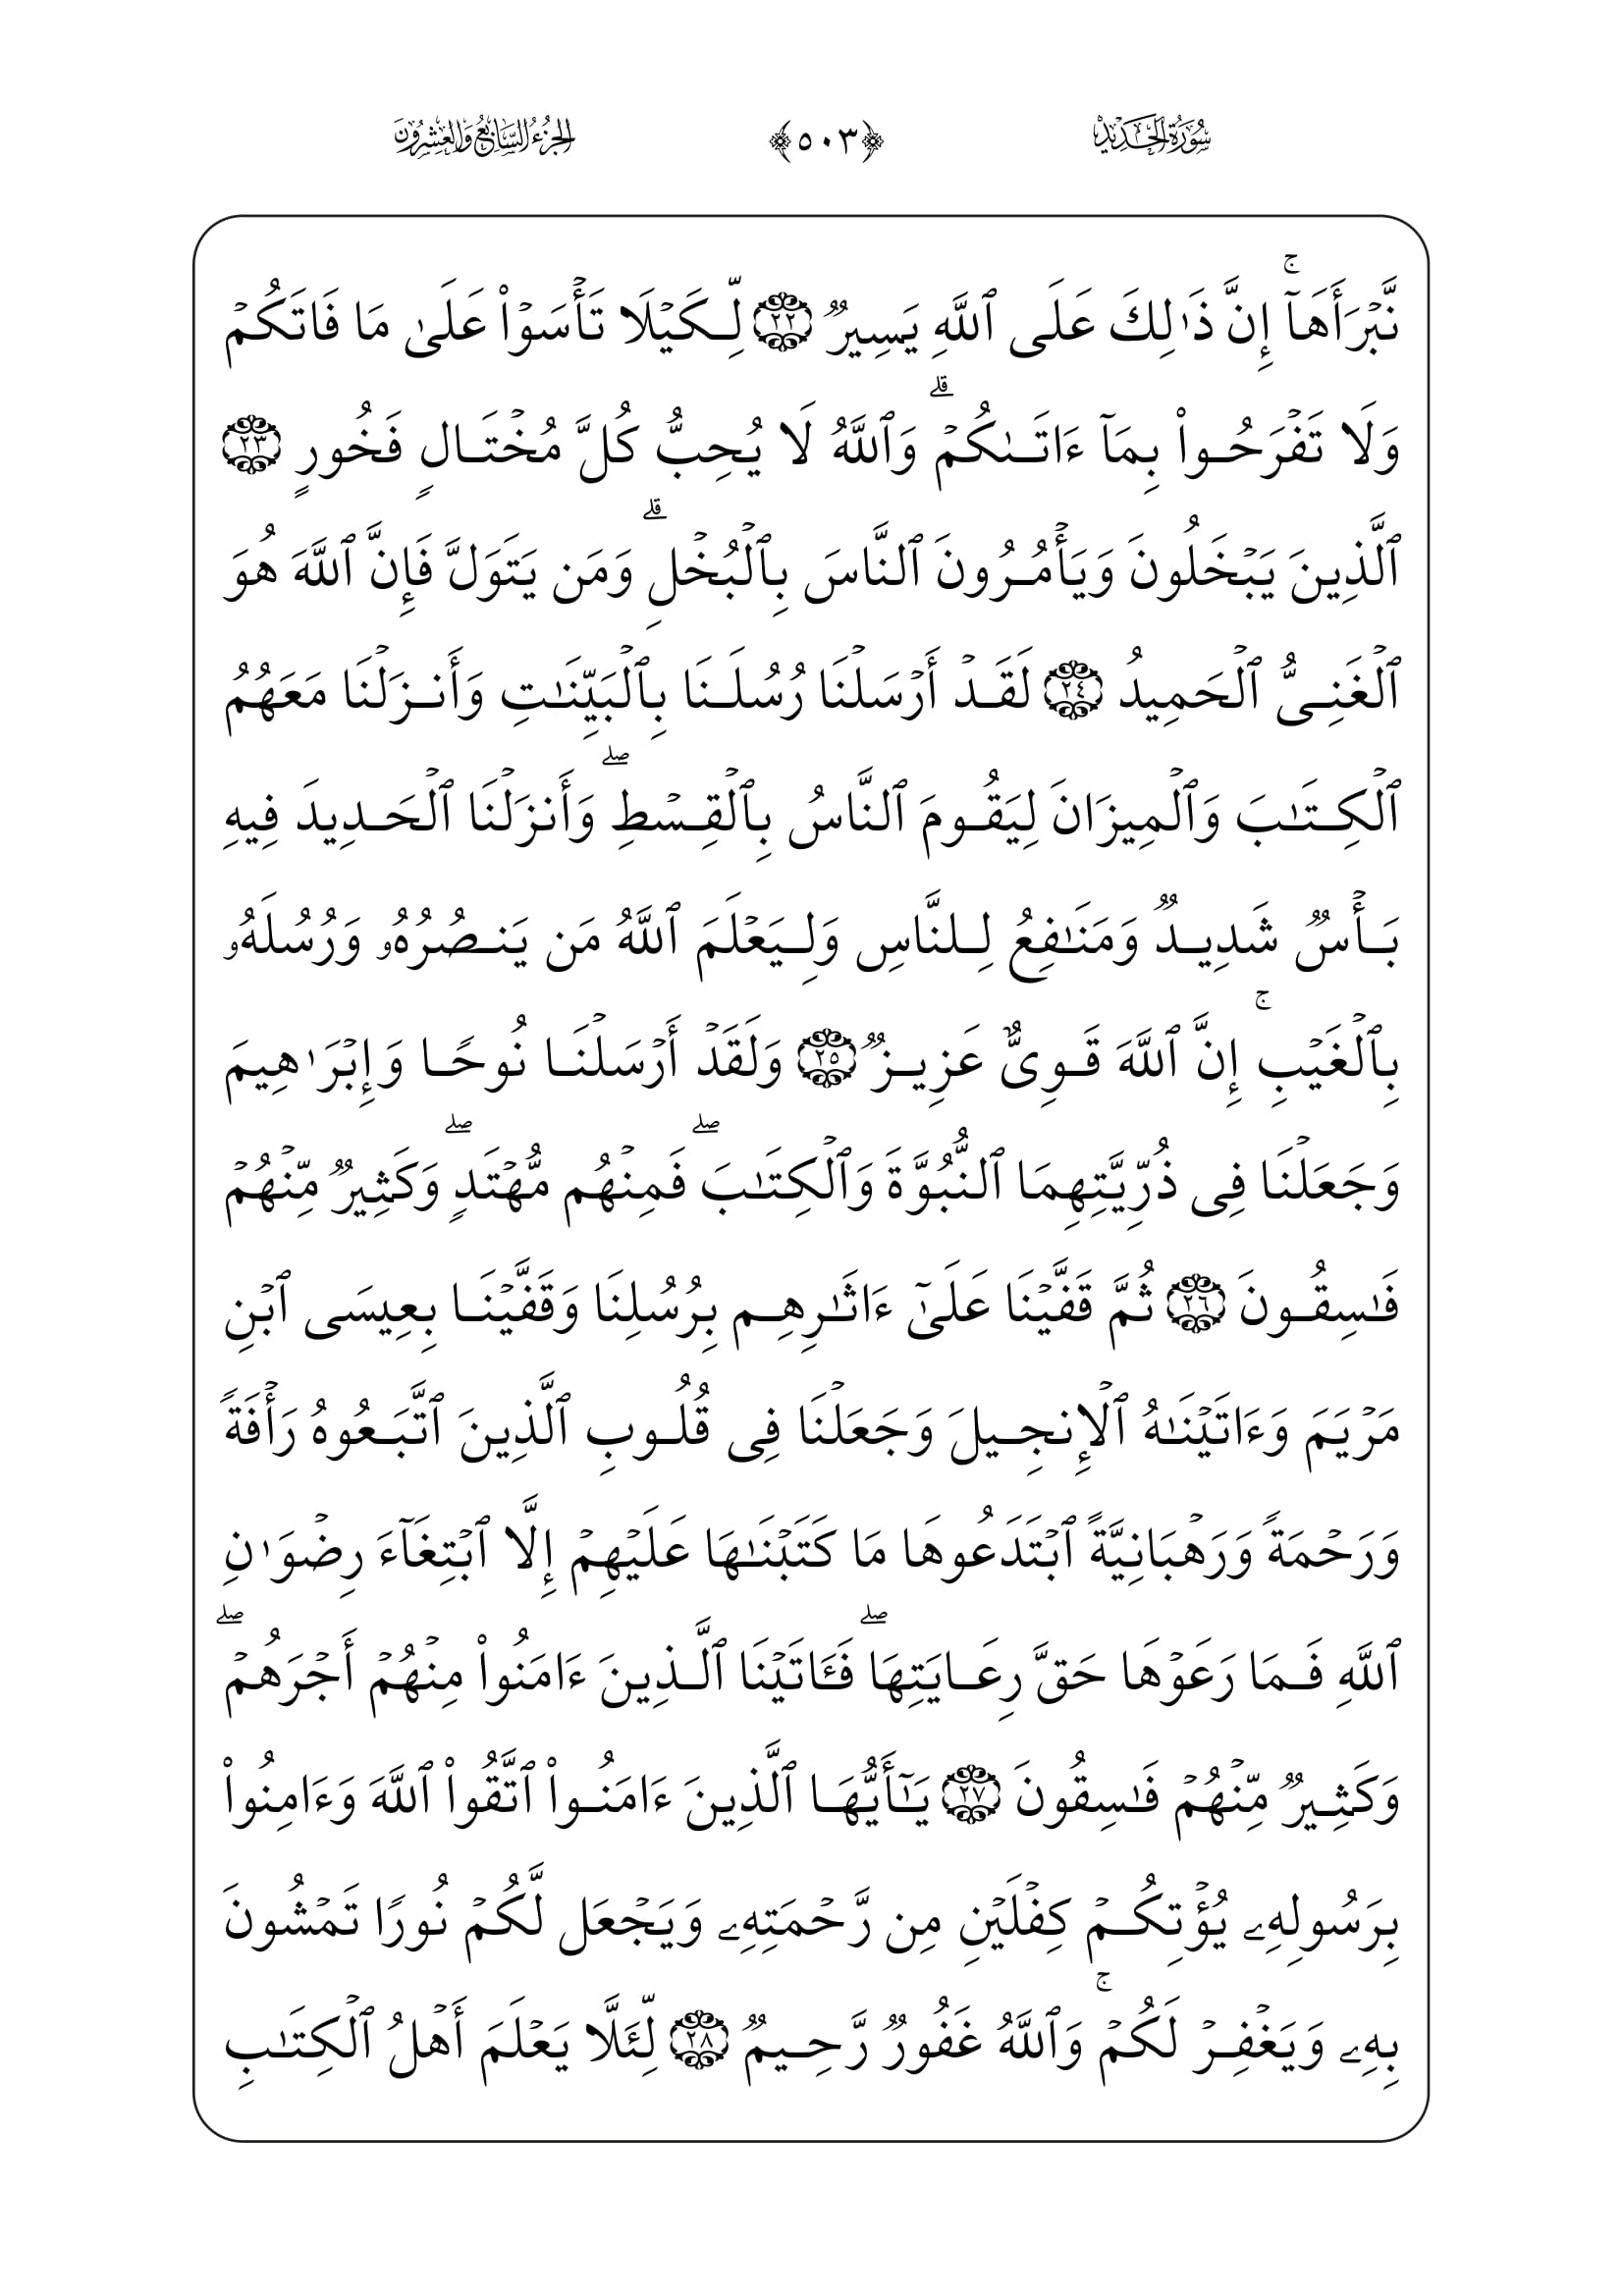 سُورَةُ الْحَدِيدِ ﴿٥٠٣﴾ الجُزْءُ السَّابِعُ وَالعِشْرُونَ
نَّبۡرَأَهَآۚ إِنَّ ذَٰلِكَ عَلَى ٱللَّهِ يَسِيرٞ ٢٢ لِّكَيۡلَا تَأۡسَوۡاْ عَلَىٰ مَا فَاتَكُمۡ
وَلَا تَفۡرَحُواْ بِمَآ ءَاتَىٰكُمۡۗ وَٱللَّهُ لَا يُحِبُّ كُلَّ مُخۡتَالٖ فَخُورٍ ٢٣
ٱلَّذِينَ يَبۡخَلُونَ وَيَأۡمُرُونَ ٱلنَّاسَ بِٱلۡبُخۡلِۗ وَمَن يَتَوَلَّ فَإِنَّ ٱللَّهَ هُوَ
ٱلۡغَنِىُّ ٱلۡحَمِيدُ ٢٤ لَقَدۡ أَرۡسَلۡنَا رُسُلَنَا بِٱلۡبَيِّنَٰتِ وَأَنزَلۡنَا مَعَهُمُ
ٱلۡكِتَٰبَ وَٱلۡمِيزَانَ لِيَقُومَ ٱلنَّاسُ بِٱلۡقِسۡطِۖ وَأَنزَلۡنَا ٱلۡحَدِيدَ فِيهِ
بَأۡسٞ شَدِيدٞ وَمَنَٰفِعُ لِلنَّاسِ وَلِيَعۡلَمَ ٱللَّهُ مَن يَنصُرُهُۥ وَرُسُلَهُۥ
بِٱلۡغَيۡبِۚ إِنَّ ٱللَّهَ قَوِىٌّ عَزِيزٞ ٢٥ وَلَقَدۡ أَرۡسَلۡنَا نُوحًا وَإِبۡرَٰهِيمَ
وَجَعَلۡنَا فِى ذُرِّيَّتِهِمَا ٱلنُّبُوَّةَ وَٱلۡكِتَٰبَۖ فَمِنۡهُم مُّهۡتَدٖۖ وَكَثِيرٞ مِّنۡهُمۡ
فَٰسِقُونَ ٢٦ ثُمَّ قَفَّيۡنَا عَلَىٰٓ ءَاثَٰرِهِم بِرُسُلِنَا وَقَفَّيۡنَا بِعِيسَى ٱبۡنِ
مَرۡيَمَ وَءَاتَيۡنَٰهُ ٱلۡإِنجِيلَ وَجَعَلۡنَا فِى قُلُوبِ ٱلَّذِينَ ٱتَّبَعُوهُ رَأۡفَةٗ
وَرَحۡمَةٗ وَرَهۡبَانِيَّةً ٱبۡتَدَعُوهَا مَا كَتَبۡنَٰهَا عَلَيۡهِمۡ إِلَّا ٱبۡتِغَآءَ رِضۡوَٰنِ
ٱللَّهِ فَمَا رَعَوۡهَا حَقَّ رِعَايَتِهَاۖ فَـَٔاتَيۡنَا ٱلَّذِينَ ءَامَنُواْ مِنۡهُمۡ أَجۡرَهُمۡۖ
وَكَثِيرٞ مِّنۡهُمۡ فَٰسِقُونَ ٢٧ يَٰٓأَيُّهَا ٱلَّذِينَ ءَامَنُواْ ٱتَّقُواْ ٱللَّهَ وَءَامِنُواْ
بِرَسُولِهِۦ يُؤۡتِكُمۡ كِفۡلَيۡنِ مِن رَّحۡمَتِهِۦ وَيَجۡعَل لَّكُمۡ نُورٗا تَمۡشُونَ
بِهِۦ وَيَغۡفِرۡ لَكُمۡۚ وَٱللَّهُ غَفُورٞ رَّحِيمٞ ٢٨ لِّئَلَّا يَعۡلَمَ أَهۡلُ ٱلۡكِتَٰبِ